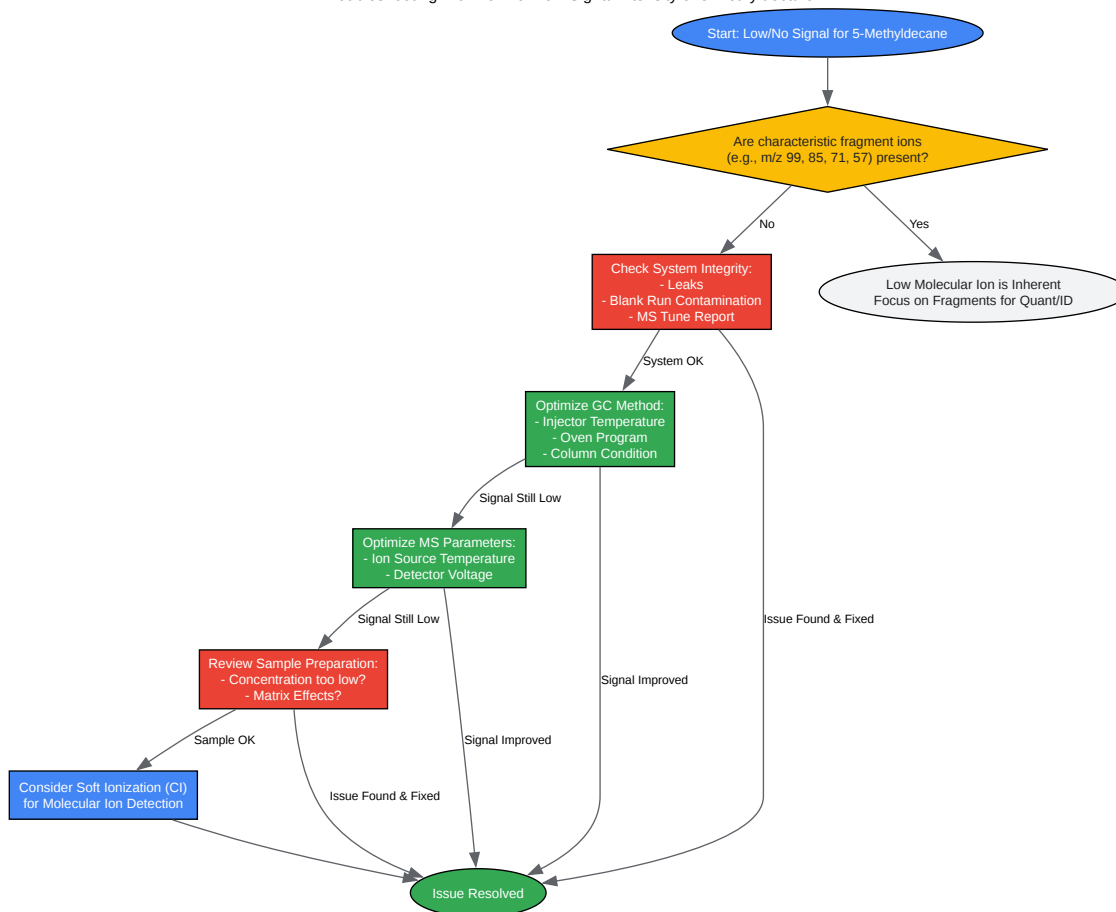 Start: Low/No Signal for 5-Methyldecane
Are characteristic fragment ions
(e.g., m/z 99, 85, 71, 57) present?
No
Yes
Check System Integrity:
- Leaks
- Blank Run Contamination
- MS Tune Report
Low Molecular Ion is Inherent
Focus on Fragments for Quant/ID
System OK
Optimize GC Method:
- Injector Temperature
- Oven Program
- Column Condition
Signal Still Low
Optimize MS Parameters:
- Ion Source Temperature
- Detector Voltage
Signal Still Low
Issue Found & Fixed
Review Sample Preparation:
- Concentration too low?
- Matrix Effects?
Signal Improved
Sample OK
Signal Improved
Consider Soft Ionization (CI)
for Molecular Ion Detection
Issue Found & Fixed
Issue Resolved